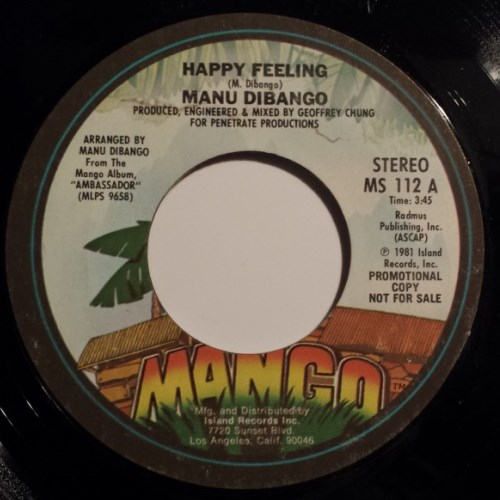 HAPPY FEELING
(M. Dibango)
MANU DIBANGO
PRODUCED, ENGINEERED & MIXED BY GEOFFREY CHUNG
FOR PENETRATE PRODUCTIONS
ARRANGED BY
MANU DIBANGO
From The
Mango Album,
"AMBASSADOR"
(MLPS 9658)
STEREO
MS 112 A
Time: 3:45
Radmus
Publishing, Inc.
(ASCAP)
℗ 1981 Island
Records, Inc.
PROMOTIONAL
COPY
NOT FOR SALE
MANGO TM
Mfg. and Distributed by
Island Records Inc.
7720 Sunset Blvd.
Los Angeles, Calif. 90046